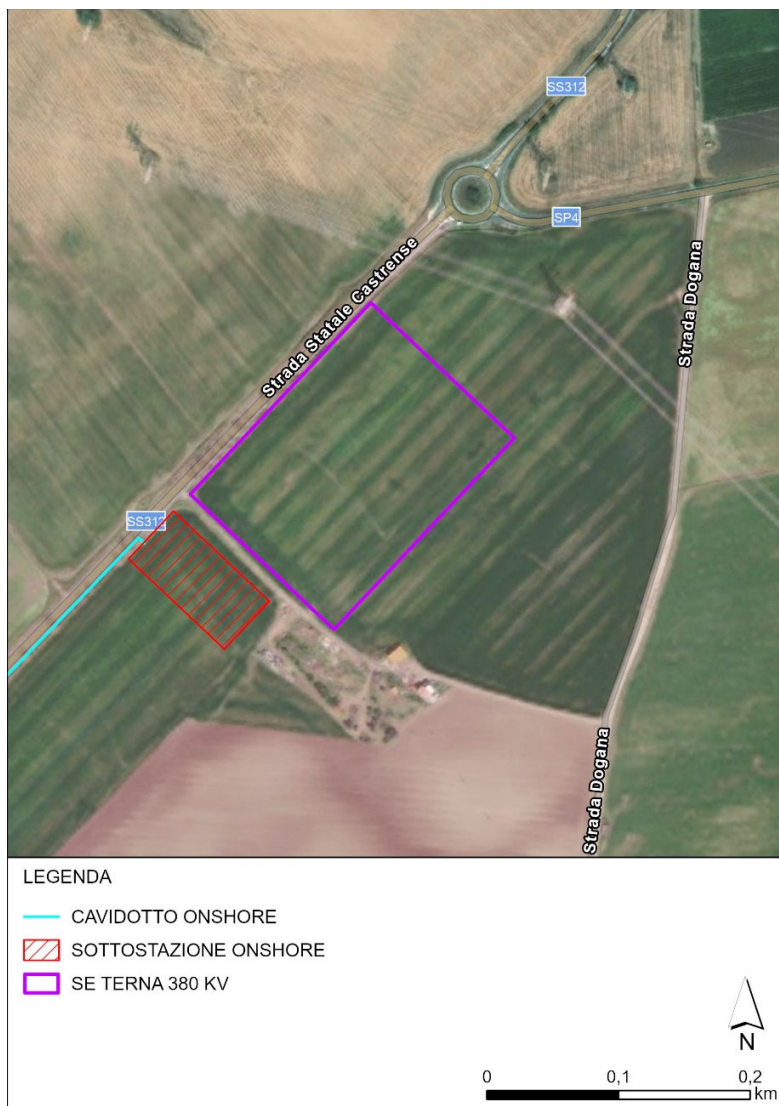 SS312
SP4
Strada Statale Castrense
Strada Dogana
SS312
Strada Dogana
LEGENDA
CAVIDOTTO ONSHORE
SOTTOSTAZIONE ONSHORE
SE TERNA 380 KV
N
0 0,1 0,2
km